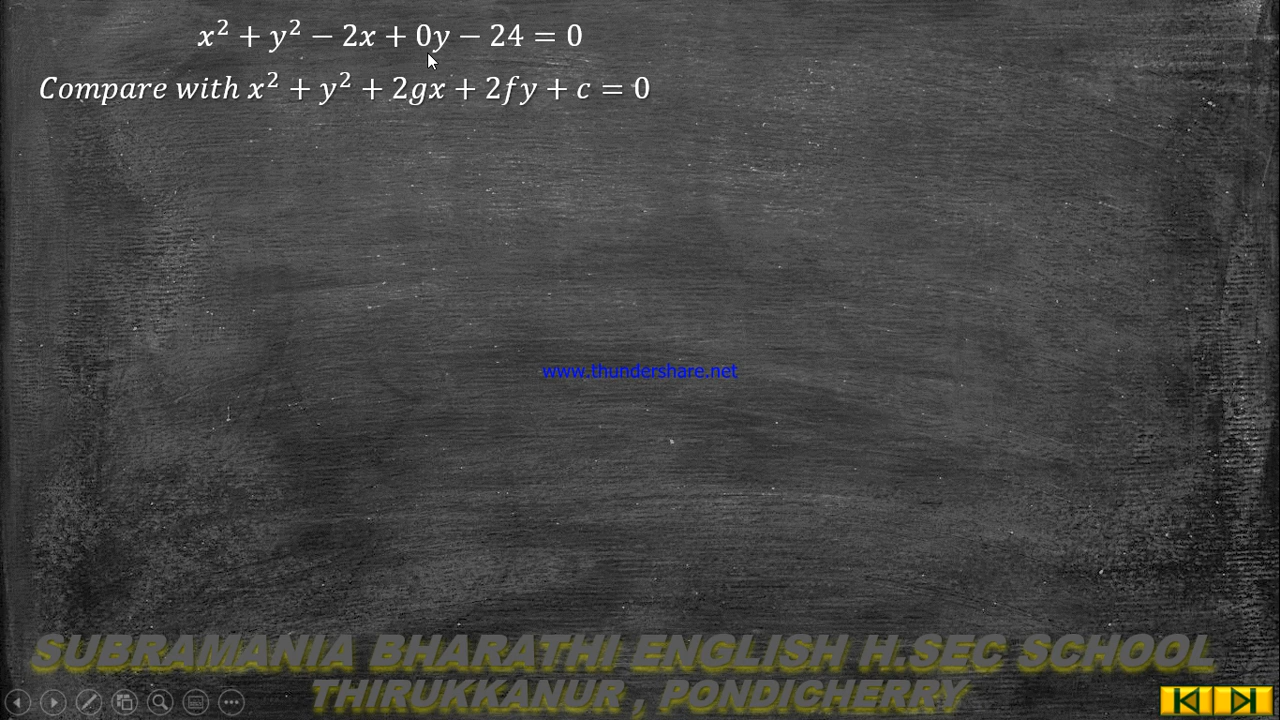 x² + y² − 2x + 0y − 24 = 0
Compare with x² + y² + 2gx + 2fy + c = 0
www.thundershare.net
SUBRAMANIA BHARATHI ENGLISH H.SEC SCHOOL
THIRUKKANUR , PONDICHERRY